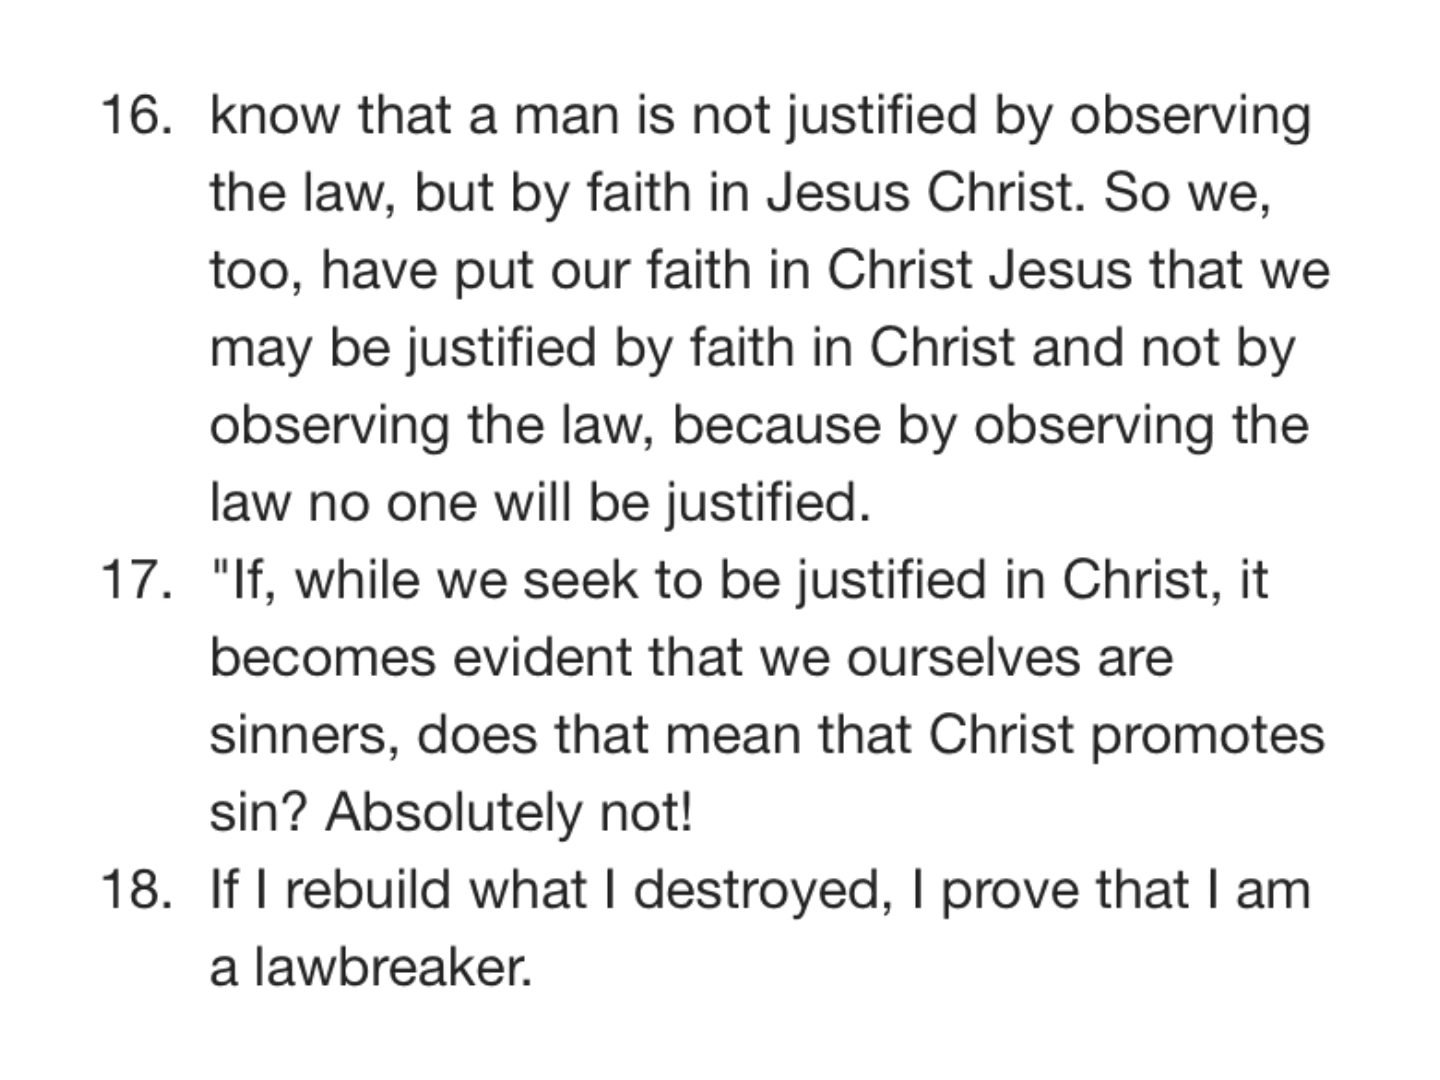 16. know that a man is not justified by observing
the law, but by faith in Jesus Christ. So we,
too, have put our faith in Christ Jesus that we
may be justified by faith in Christ and not by
observing the law, because by observing the
law no one will be justified.
17. "If, while we seek to be justified in Christ, it
becomes evident that we ourselves are
sinners, does that mean that Christ promotes
sin? Absolutely not!
18. If I rebuild what I destroyed, I prove that I am
a lawbreaker.